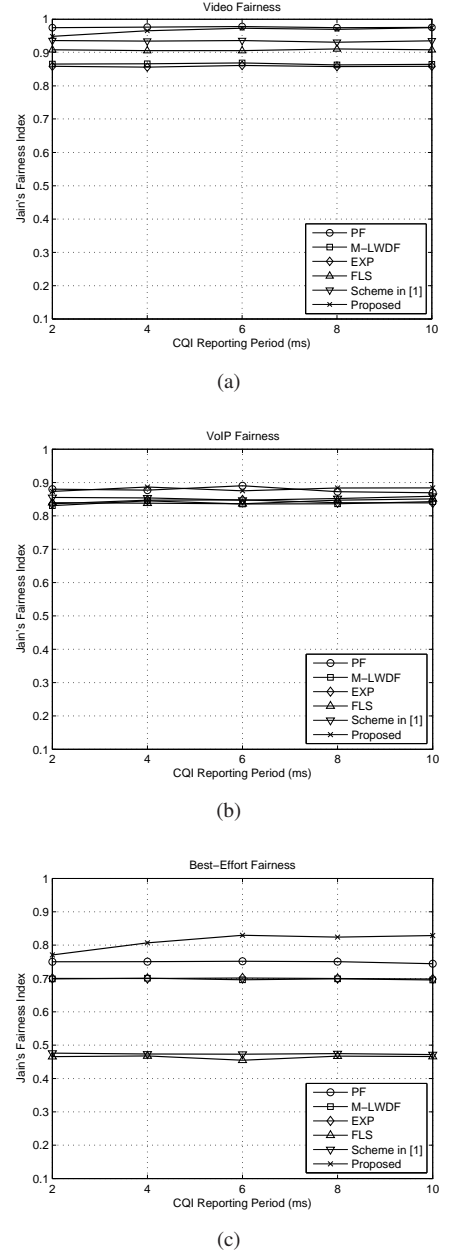 Video Fairness
1
0.9
0.8
0.7
0.6
0.5
0.4
0.3
0.2
0.1
Jain's Fairness Index
PF
M−LWDF
EXP
FLS
Scheme in [1]
Proposed
2 4 6 8 10
CQI Reporting Period (ms)
(a)
VoIP Fairness
1
0.9
0.8
0.7
0.6
0.5
0.4
0.3
0.2
0.1
Jain's Fairness Index
PF
M−LWDF
EXP
FLS
Scheme in [1]
Proposed
2 4 6 8 10
CQI Reporting Period (ms)
(b)
Best−Effort Fairness
1
0.9
0.8
0.7
0.6
0.5
0.4
0.3
0.2
0.1
Jain's Fairness Index
PF
M−LWDF
EXP
FLS
Scheme in [1]
Proposed
2 4 6 8 10
CQI Reporting Period (ms)
(c)